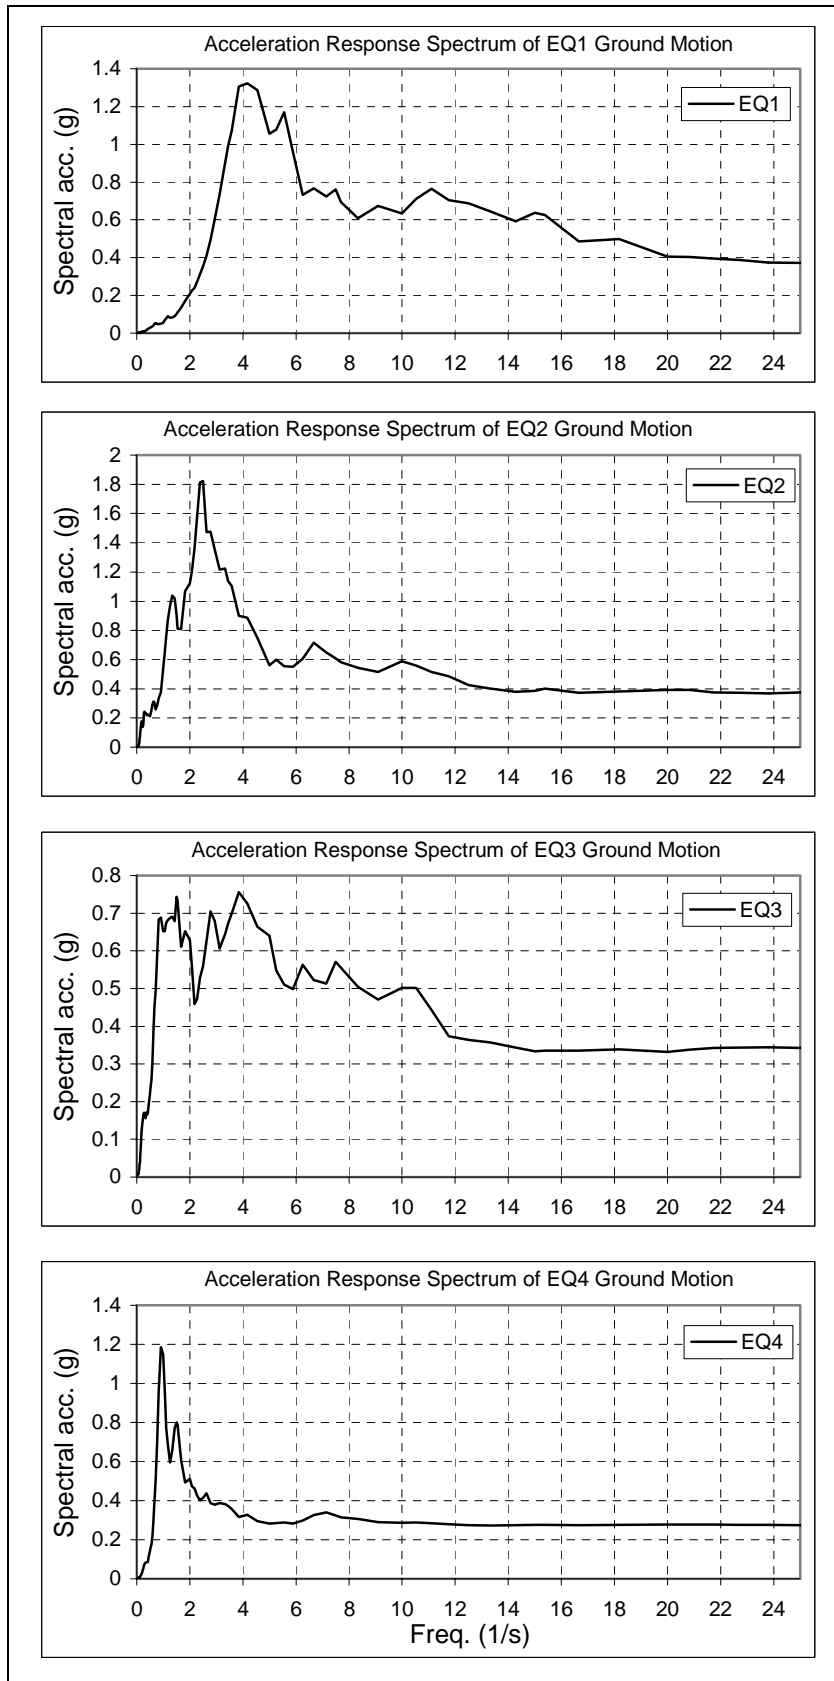 Acceleration Response Spectrum of EQ1 Ground Motion
1.4
1.2
1
0.8
0.6
0.4
0.2
0
Spectral acc. (g)
EQ1
0 2 4 6 8 10 12 14 16 18 20 22 24
Acceleration Response Spectrum of EQ2 Ground Motion
2
1.8
1.6
1.4
1.2
1
0.8
0.6
0.4
0.2
0
Spectral acc. (g)
EQ2
0 2 4 6 8 10 12 14 16 18 20 22 24
Acceleration Response Spectrum of EQ3 Ground Motion
0.8
0.7
0.6
0.5
0.4
0.3
0.2
0.1
0
Spectral acc. (g)
EQ3
0 2 4 6 8 10 12 14 16 18 20 22 24
Acceleration Response Spectrum of EQ4 Ground Motion
1.4
1.2
1
0.8
0.6
0.4
0.2
0
Spectral acc. (g)
EQ4
0 2 4 6 8 10 12 14 16 18 20 22 24
Freq. (1/s)